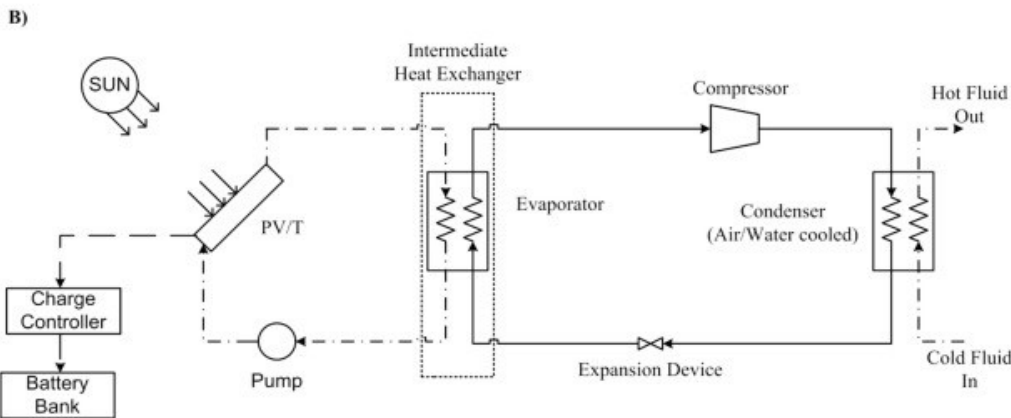 B)
SUN
Intermediate
Heat Exchanger
Compressor
Hot Fluid
Out
PV/T
Evaporator
Condenser
(Air/Water cooled)
Charge
Controller
Pump
Expansion Device
Cold Fluid
In
Battery
Bank